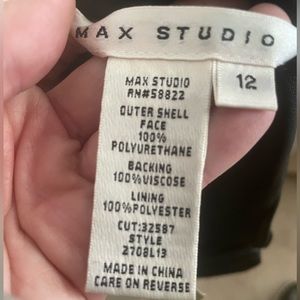 MAX STUDIO
12
MAX STUDIO
RN#58822
OUTER SHELL
FACE
100%
POLYURETHANE
BACKING
100%VISCOSE
LINING
100%POLYESTER
CUT:32587
STYLE
2708L13
MADE IN CHINA
CARE ON REVERSE